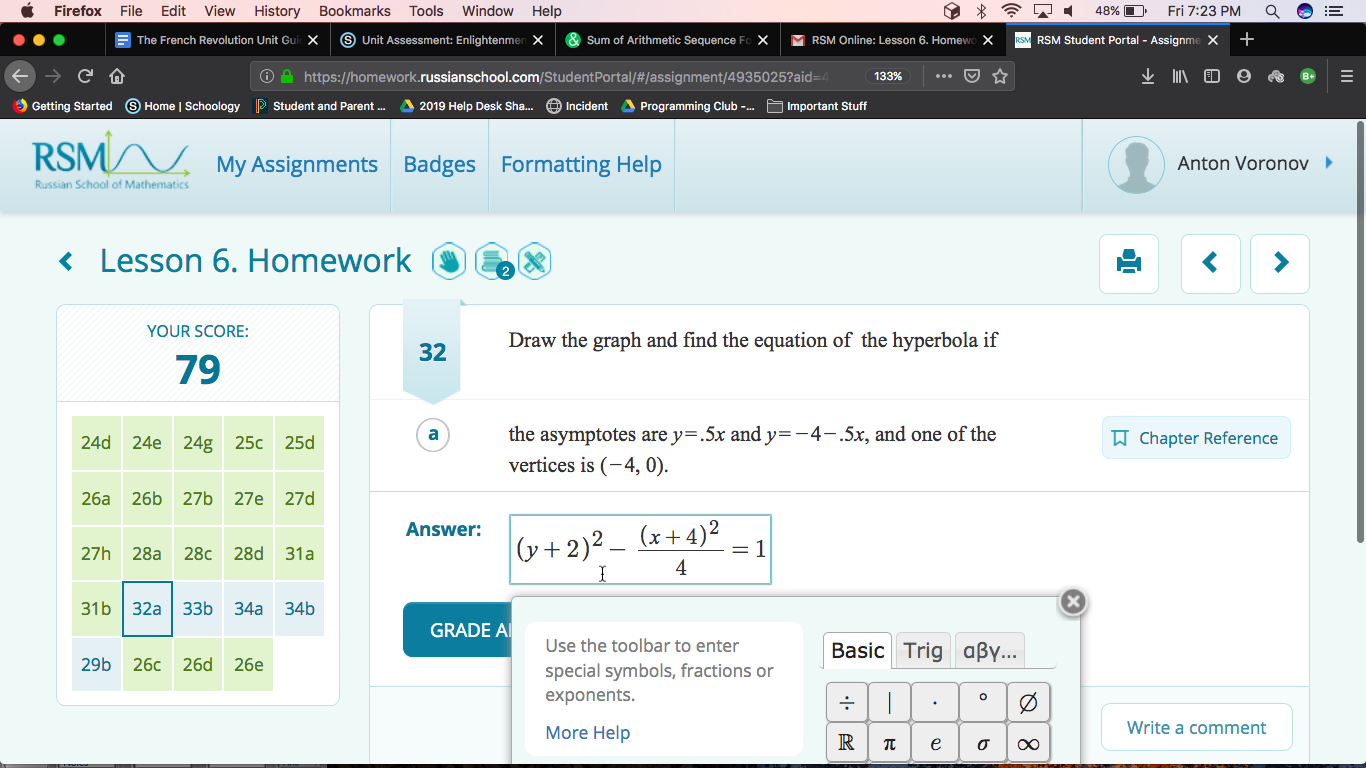 Firefox File Edit View History Bookmarks Tools Window Help 48% Fri 7:23 PM
The French Revolution Unit Gui Unit Assessment: Enlightenmen Sum of Arithmetic Sequence Fo RSM Online: Lesson 6. Homewo RSM Student Portal - Assignme
https://homework.russianschool.com/StudentPortal/#/assignment/4935025?aid=4 133%
Getting Started Home | Schoology Student and Parent ... 2019 Help Desk Sha... Incident Programming Club -... Important Stuff
RSM
Russian School of Mathematics
My Assignments Badges Formatting Help Anton Voronov
Lesson 6. Homework 2
YOUR SCORE:
79
24d 24e 24g 25c 25d
26a 26b 27b 27e 27d
27h 28a 28c 28d 31a
31b 32a 33b 34a 34b
29b 26c 26d 26e
32 Draw the graph and find the equation of the hyperbola if
a the asymptotes are y=.5x and y=−4−.5x, and one of the
vertices is (−4, 0).
Chapter Reference
Answer: (y+2)² − (x+4)²/4 = 1
GRADE A
Use the toolbar to enter
special symbols, fractions or
exponents.
More Help
Basic Trig αβγ...
÷ | · ° ∅
ℝ π e σ ∞
Write a comment